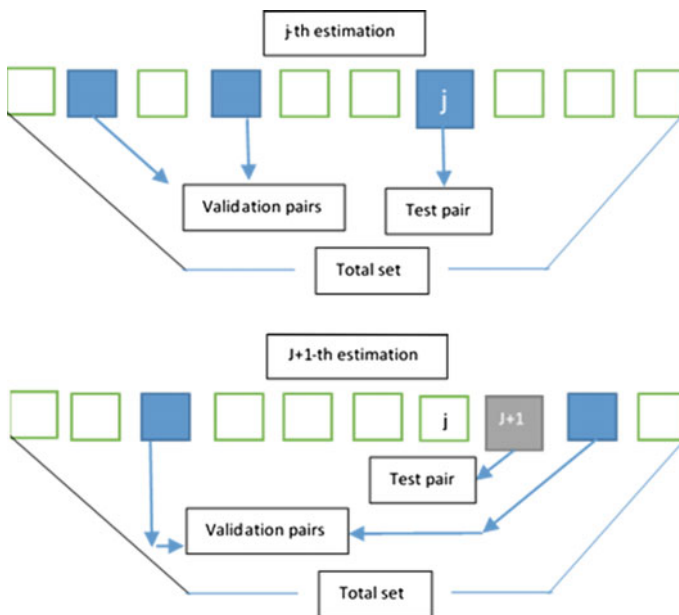 j-th estimation
j
Validation pairs
Test pair
Total set
J+1-th estimation
j
J+1
Test pair
Validation pairs
Total set